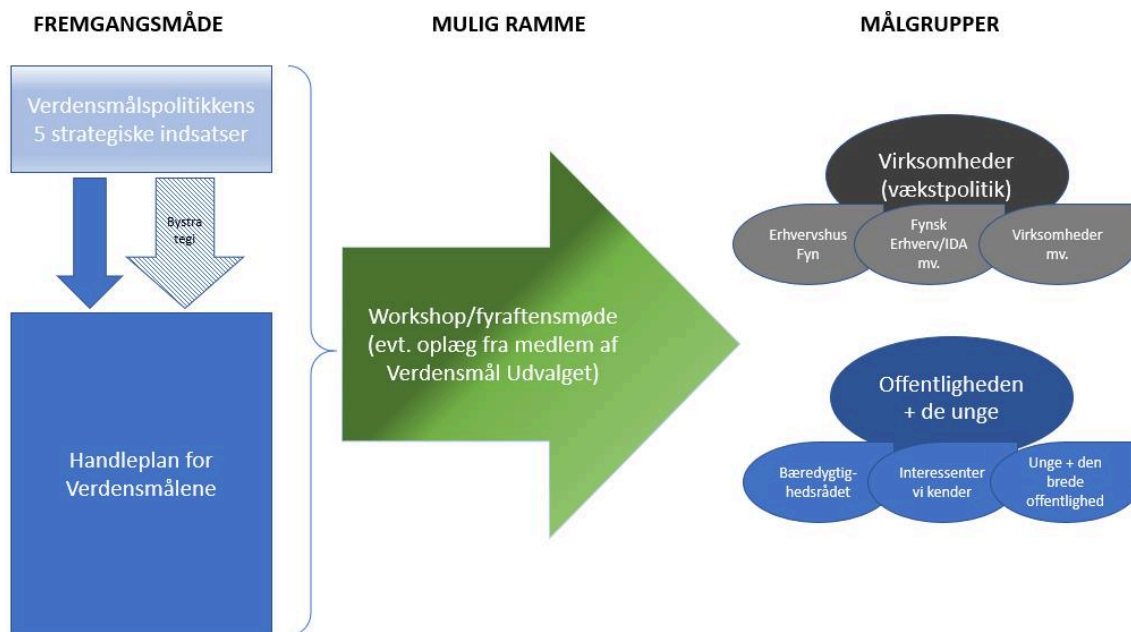 FREMGANGSMÅDE
MULIG RAMME
MÅLGRUPPER
Verdensmålspolitikkens
5 strategiske indsatser
Bystra
tegi
Handleplan for
Verdensmålene
Workshop/fyraftensmøde
(evt. oplæg fra medlem af
Verdensmål Udvalget)
Virksomheder
(vækstpolitik)
Erhvervshus
Fyn
Fynsk
Erhverv/IDA
mv.
Virksomheder
mv.
Offentligheden
+ de unge
Bæredygtig-
hedsrådet
Interessenter
vi kender
Unge + den
brede
offentlighed